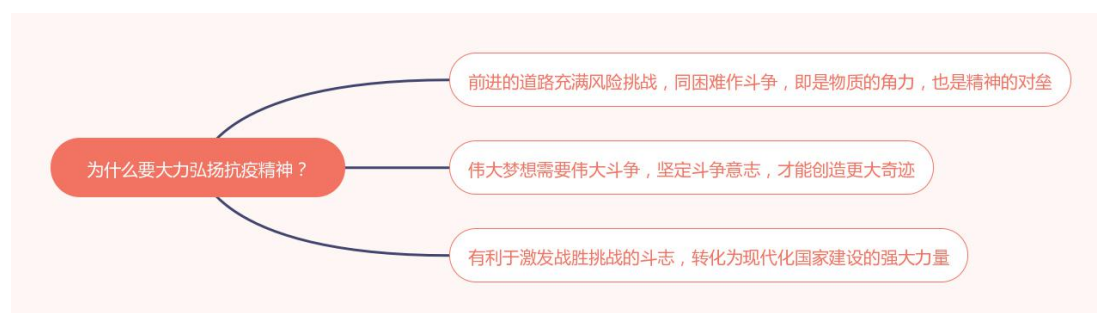 前进的道路充满风险挑战，同困难作斗争，即是物质的角力，也是精神的对垒
为什么要大力弘扬抗疫精神？
伟大梦想需要伟大斗争，坚定斗争意志，才能创造更大奇迹
有利于激发战胜挑战的斗志，转化为现代化国家建设的强大力量